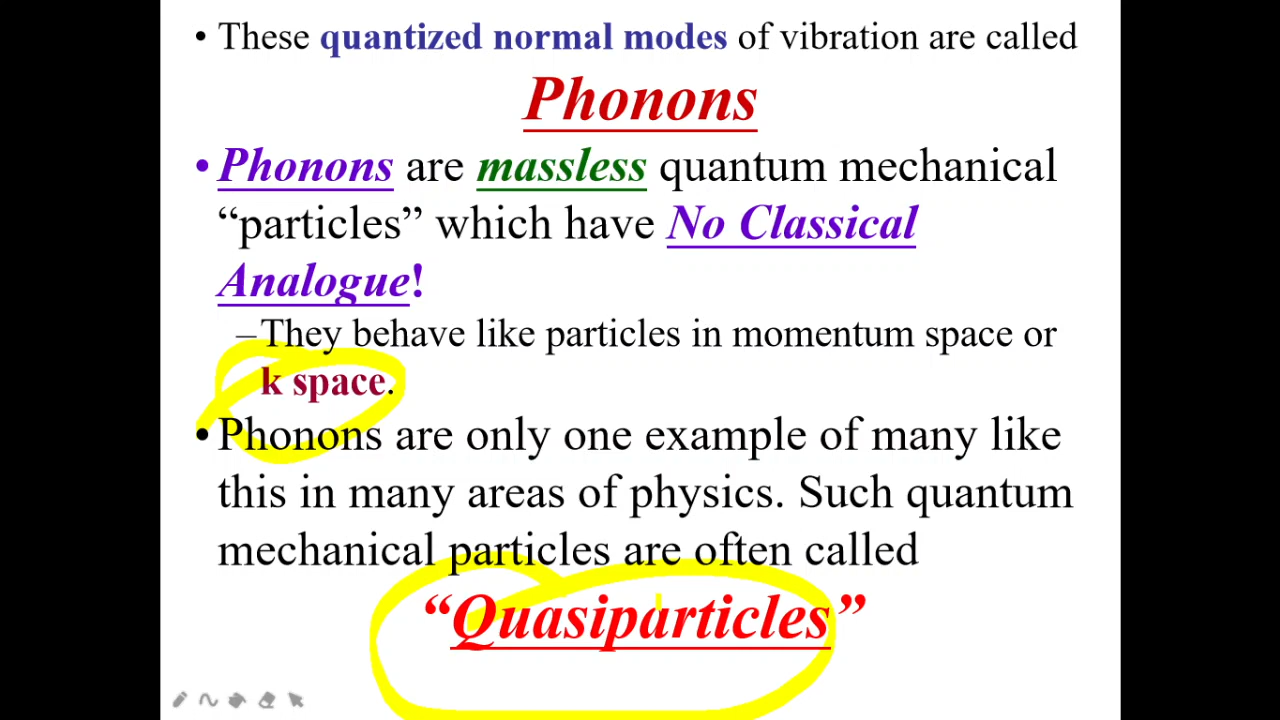 • These quantized normal modes of vibration are called
Phonons
• Phonons are massless quantum mechanical
“particles” which have No Classical
Analogue!
–They behave like particles in momentum space or
k space.
• Phonons are only one example of many like
this in many areas of physics. Such quantum
mechanical particles are often called
“Quasiparticles”